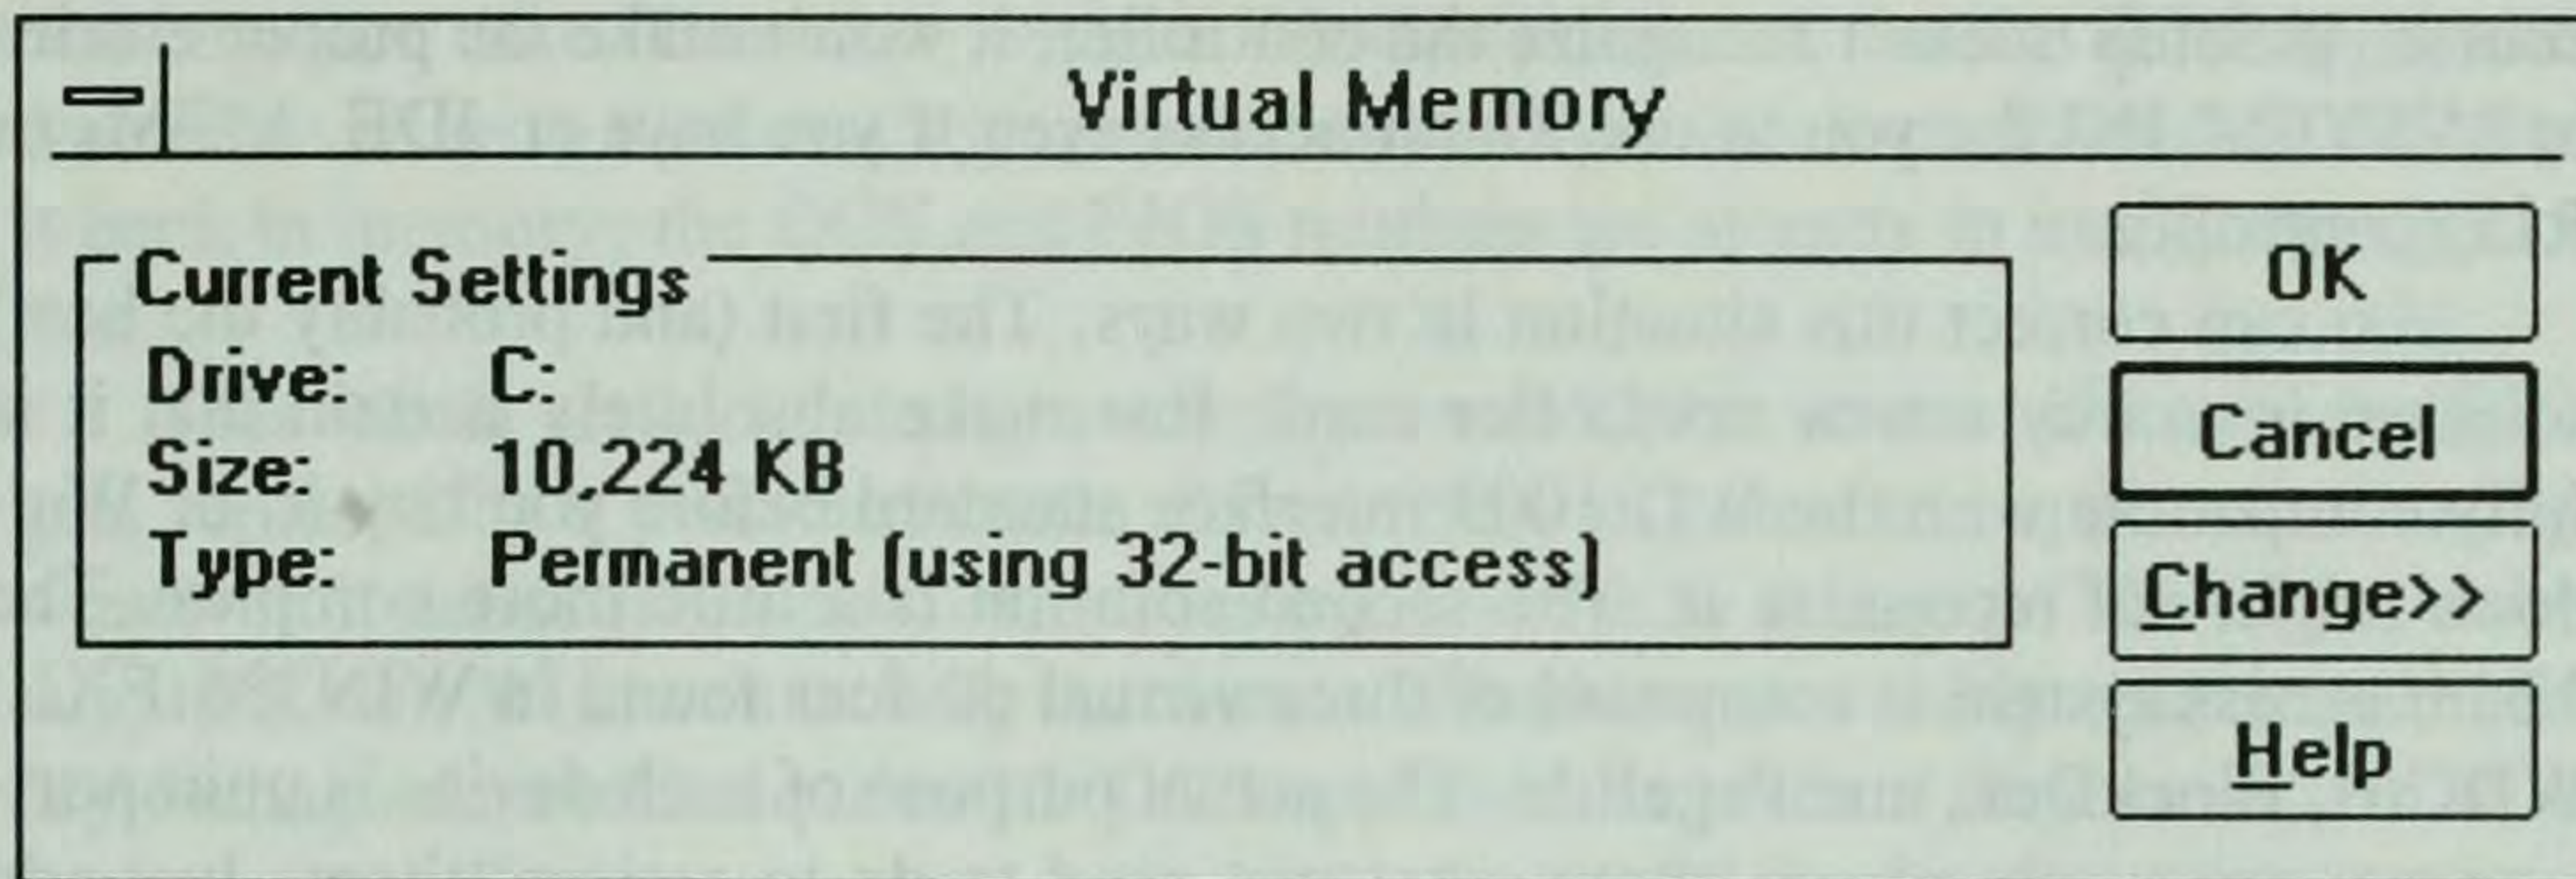 Virtual Memory
Current Settings
Drive: C:
Size: 10,224 KB
Type: Permanent (using 32-bit access)
OK
Cancel
Change>>
Help